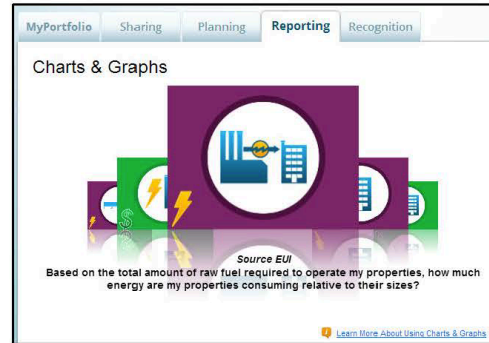 MyPortfolio Sharing Planning Reporting Recognition
Charts & Graphs
Source EUI
Based on the total amount of raw fuel required to operate my properties, how much
energy are my properties consuming relative to their sizes?
Learn More About Using Charts & Graphs